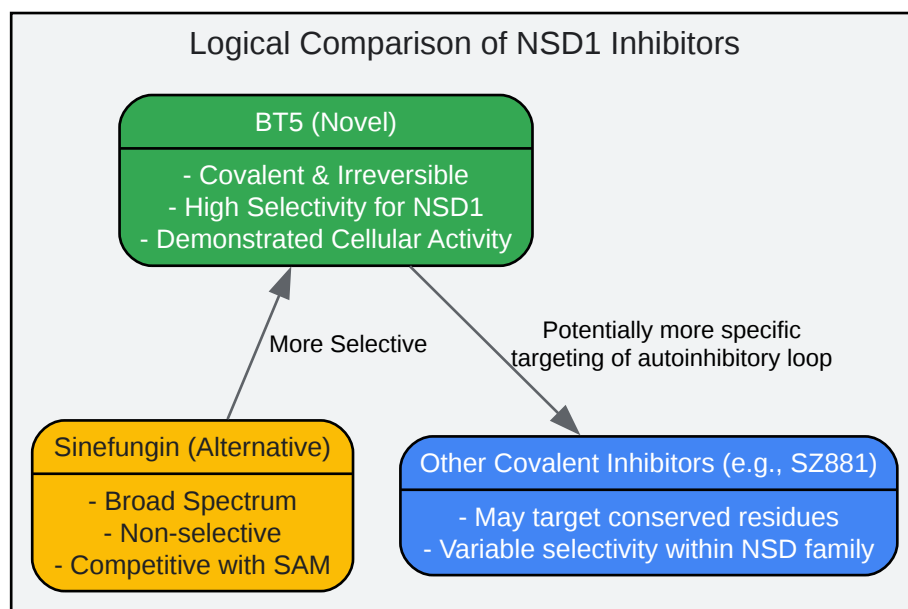 Logical Comparison of NSD1 Inhibitors
BT5 (Novel)
- Covalent & Irreversible
- High Selectivity for NSD1
- Demonstrated Cellular Activity
More Selective
Potentially more specific
targeting of autoinhibitory loop
Sinefungin (Alternative)
- Broad Spectrum
- Non-selective
- Competitive with SAM
Other Covalent Inhibitors (e.g., SZ881)
- May target conserved residues
- Variable selectivity within NSD family